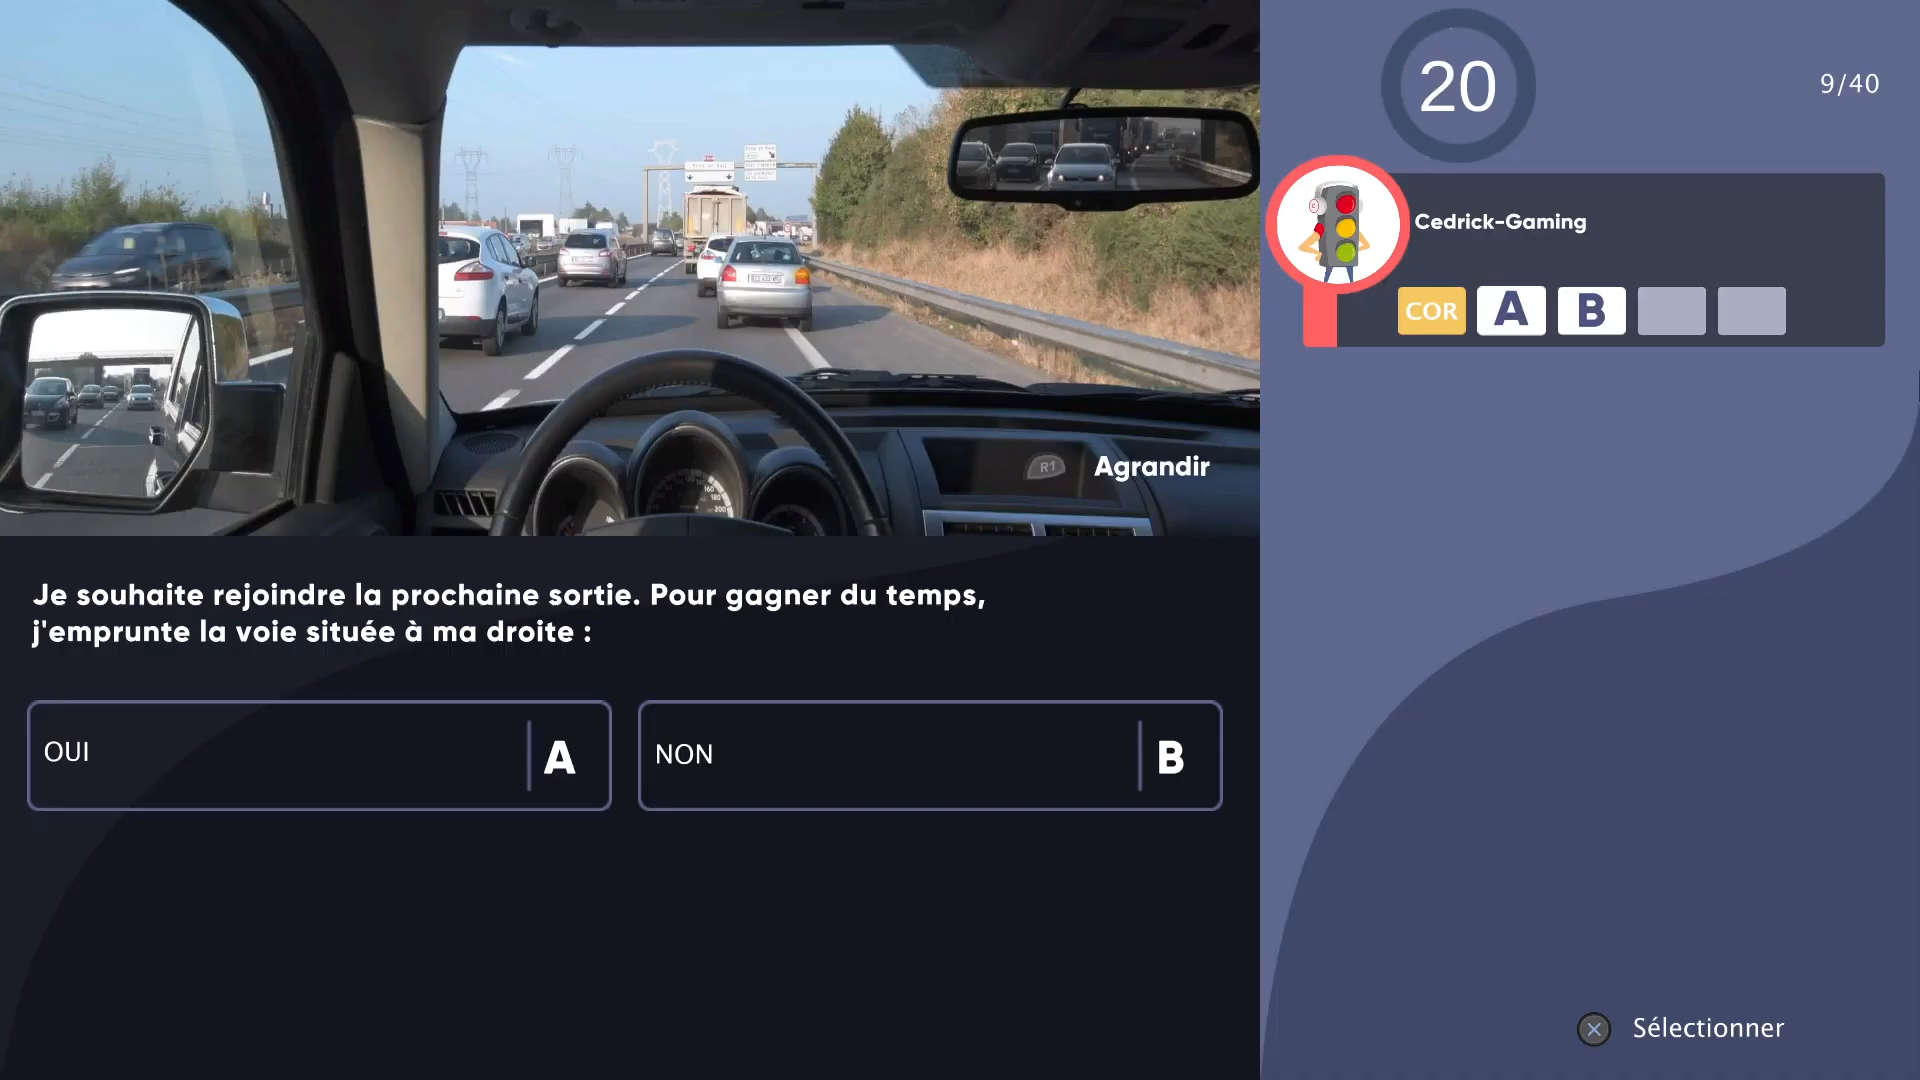 20
9/40
Cedrick-Gaming
COR A B
R1 Agrandir
Je souhaite rejoindre la prochaine sortie. Pour gagner du temps,
j'emprunte la voie située à ma droite :
OUI A
NON B
Sélectionner